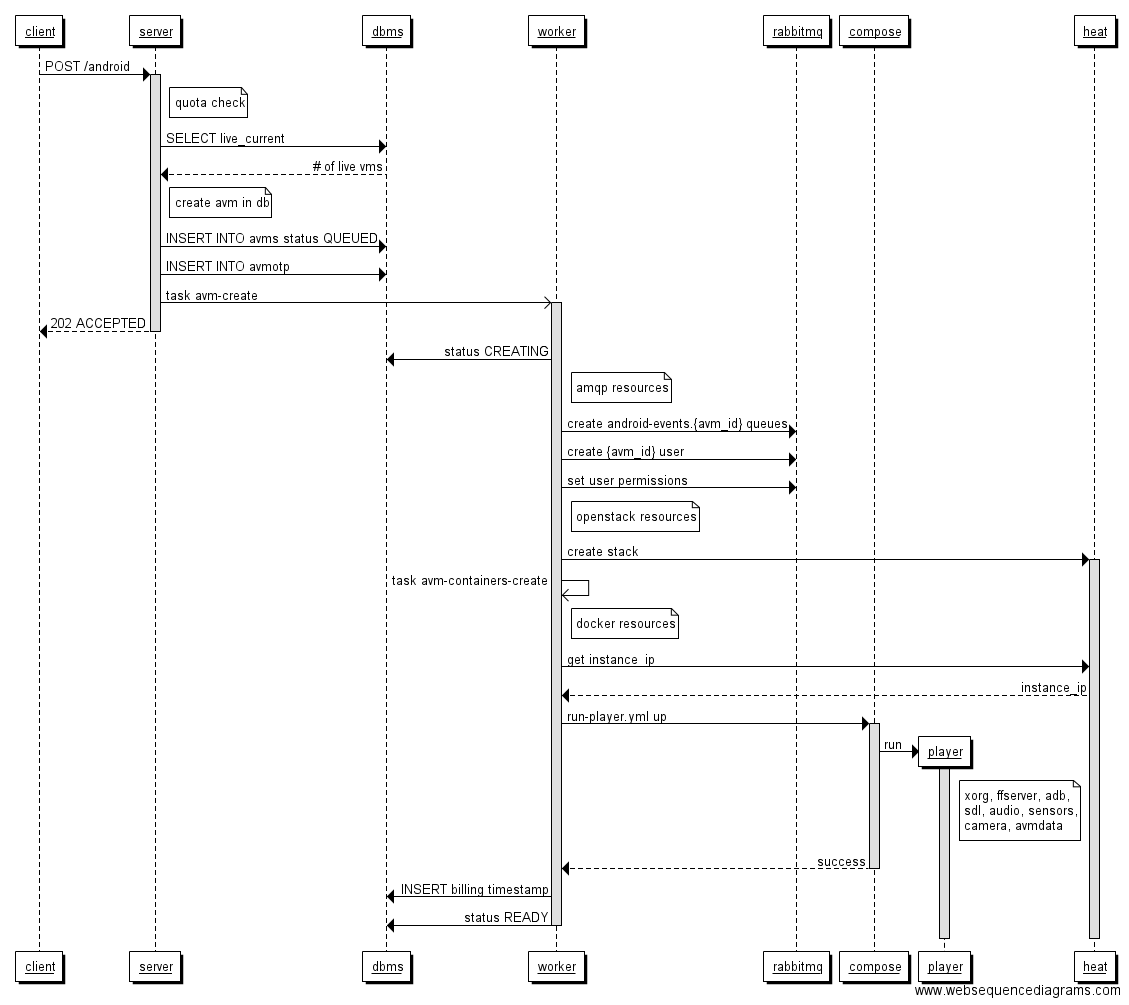 client
server
dbms
worker
rabbitmq
compose
heat
POST /android
quota check
SELECT live_current
# of live vms
create avm in db
INSERT INTO avms status QUEUED
INSERT INTO avmotp
task avm-create
202 ACCEPTED
status CREATING
amqp resources
create android-events.{avm_id} queues
create {avm_id} user
set user permissions
openstack resources
create stack
task avm-containers-create
docker resources
get instance_ip
instance_ip
run-player.yml up
run
player
xorg, ffserver, adb,
sdl, audio, sensors,
camera, avmdata
success
INSERT billing timestamp
status READY
client
server
dbms
worker
rabbitmq
compose
player
heat
www.websequencediagrams.com